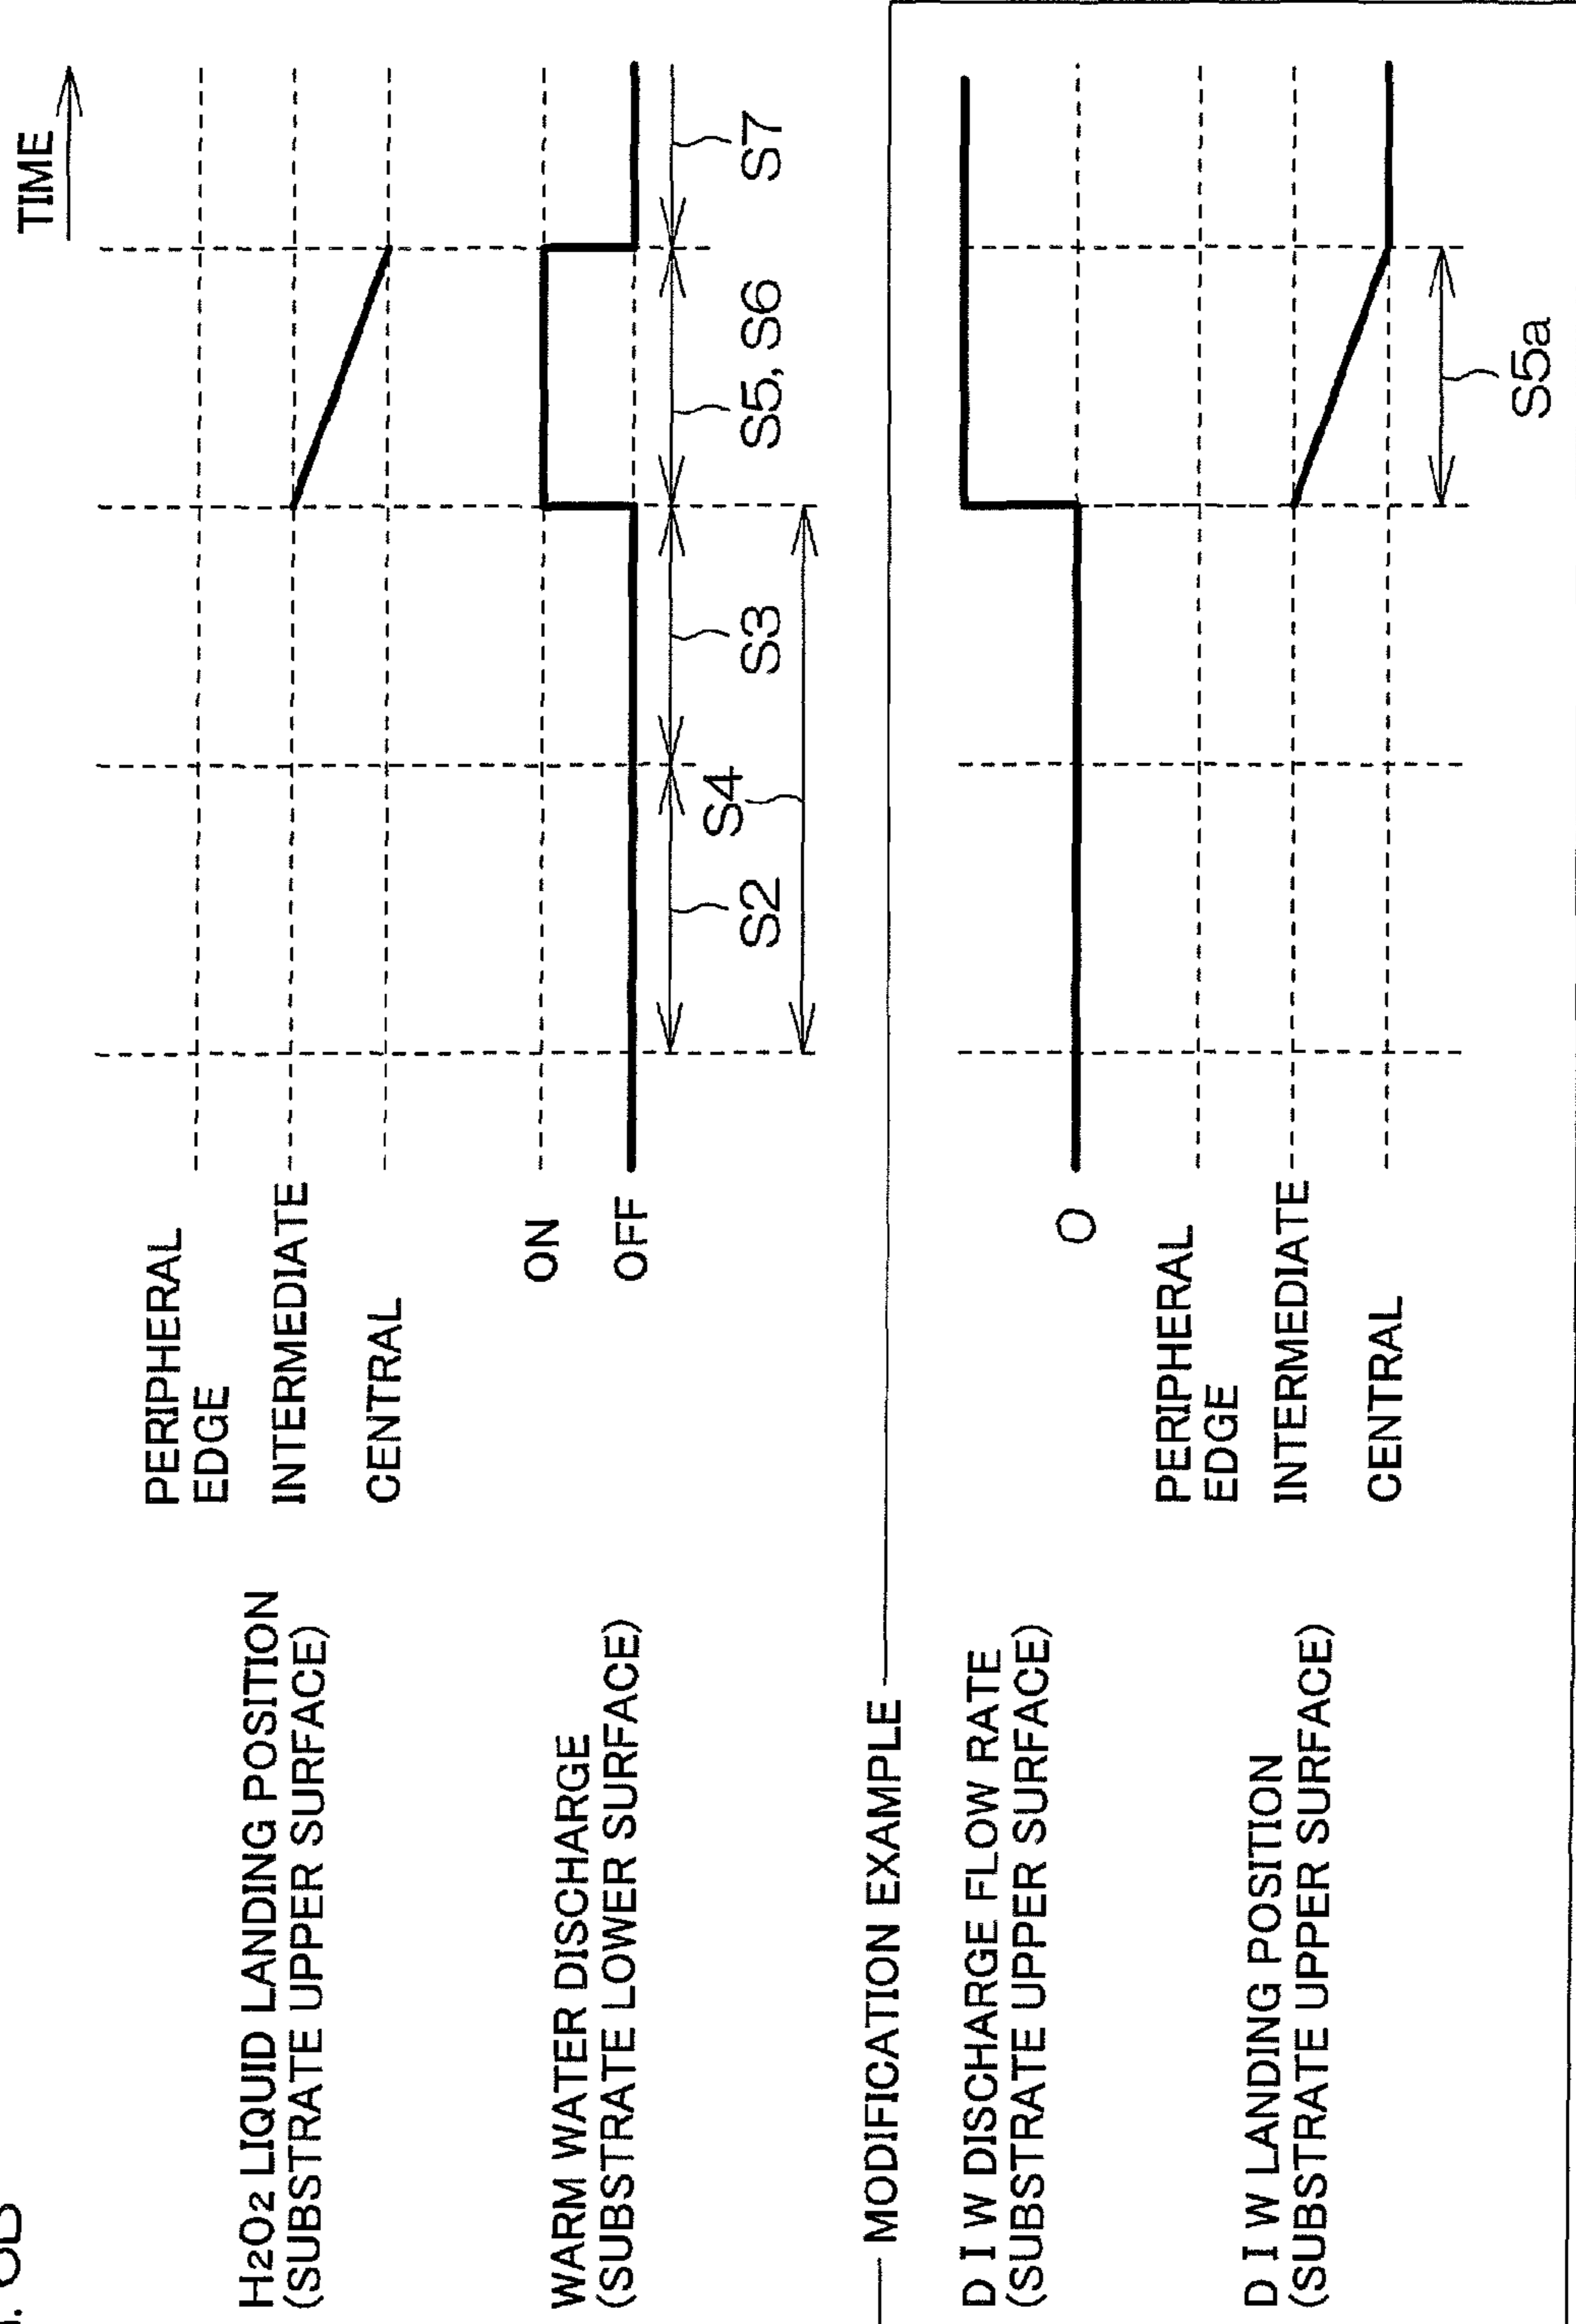 TIME
H2O2 LIQUID LANDING POSITION
(SUBSTRATE UPPER SURFACE)
PERIPHERAL
EDGE
INTERMEDIATE
CENTRAL
WARM WATER DISCHARGE
(SUBSTRATE LOWER SURFACE)
ON
OFF
S2
S3
S5, S6
S7
S4
MODIFICATION EXAMPLE
D I W DISCHARGE FLOW RATE
(SUBSTRATE UPPER SURFACE)
0
D I W LANDING POSITION
(SUBSTRATE UPPER SURFACE)
PERIPHERAL
EDGE
INTERMEDIATE
CENTRAL
S5a